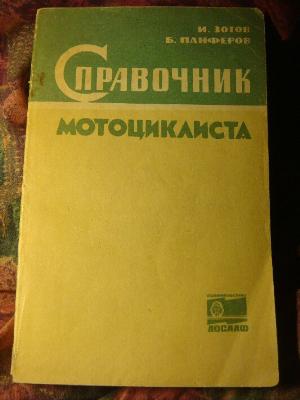 И. ЗОТОВ
Б. ПАНФЕРОВ
СПРАВОЧНИК
МОТОЦИКЛИСТА
ДОСААФ